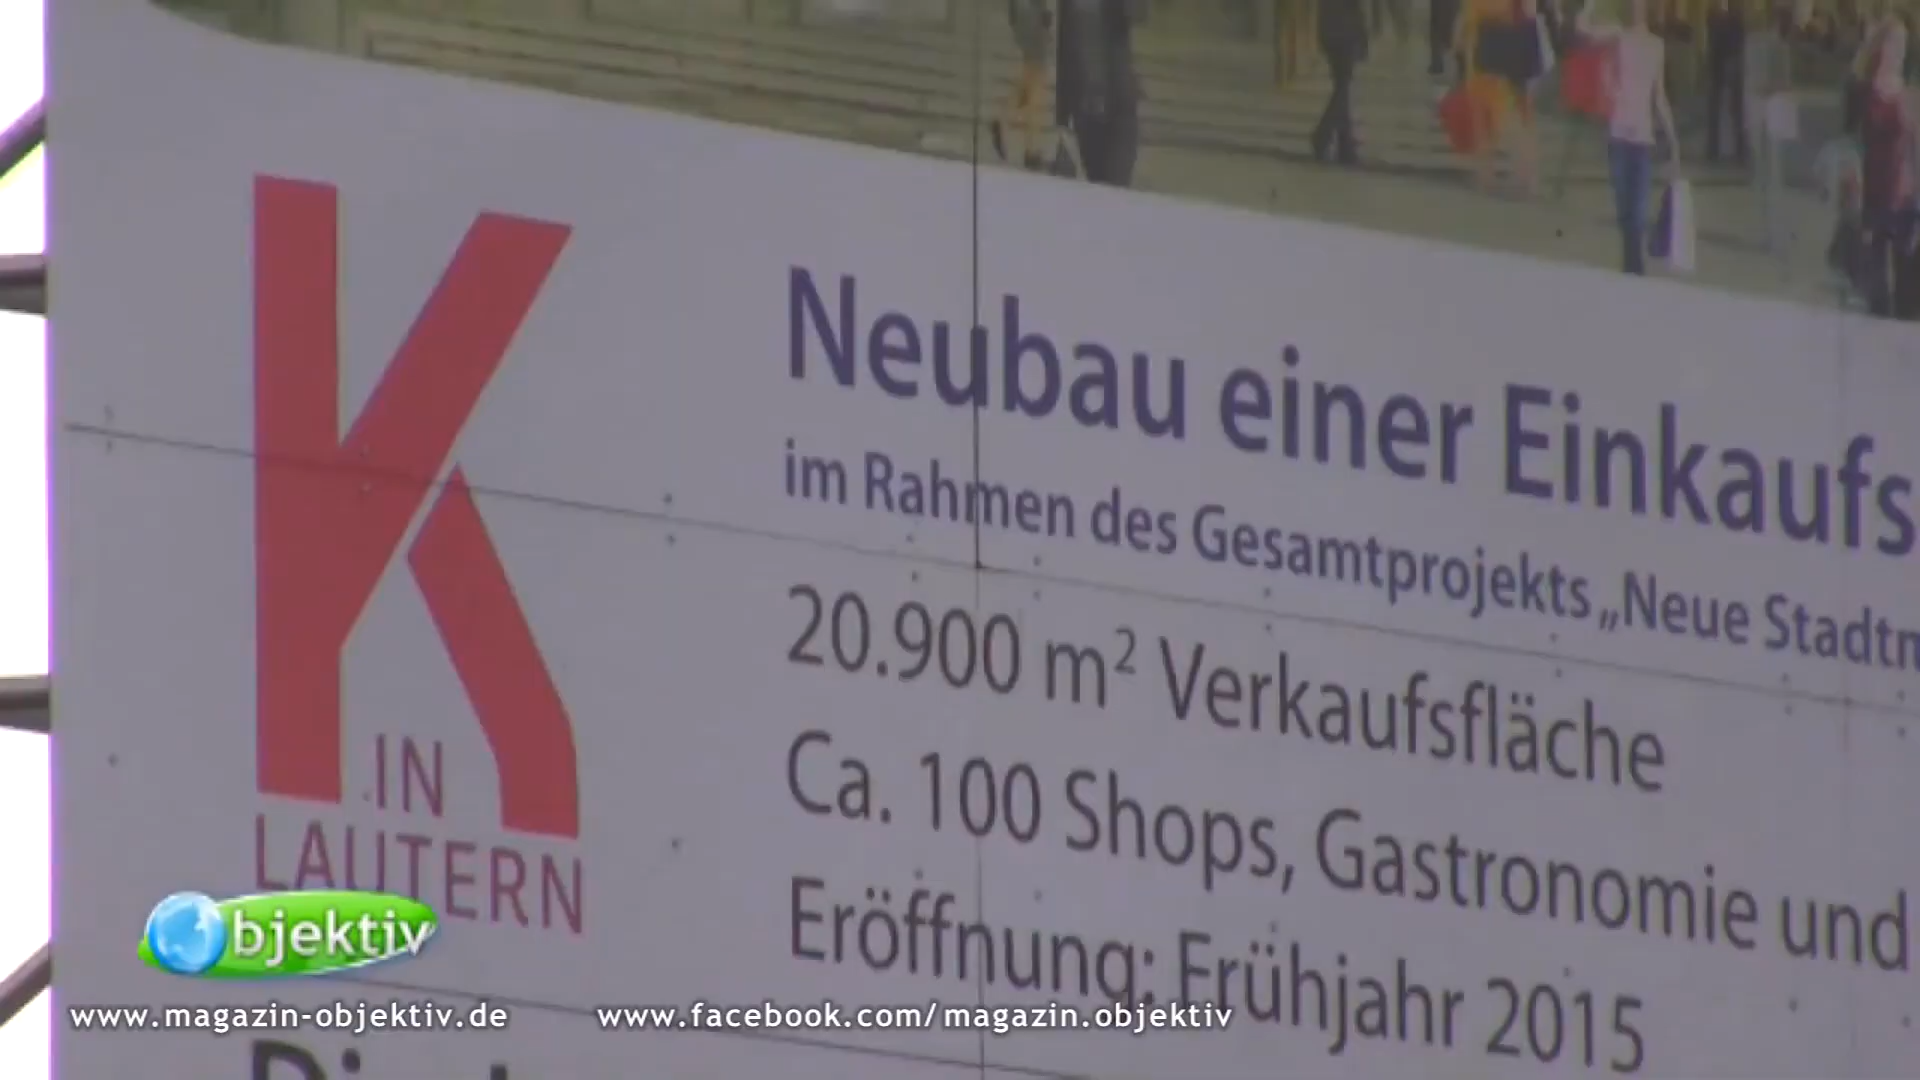 K
IN
LAUTERN
Neubau einer Einkaufs
im Rahmen des Gesamtprojekts „Neue Stadtm
20.900 m² Verkaufsfläche
Ca. 100 Shops, Gastronomie und
Eröffnung: Frühjahr 2015
Objektiv
www.magazin-objektiv.de
www.facebook.com/magazin.objektiv